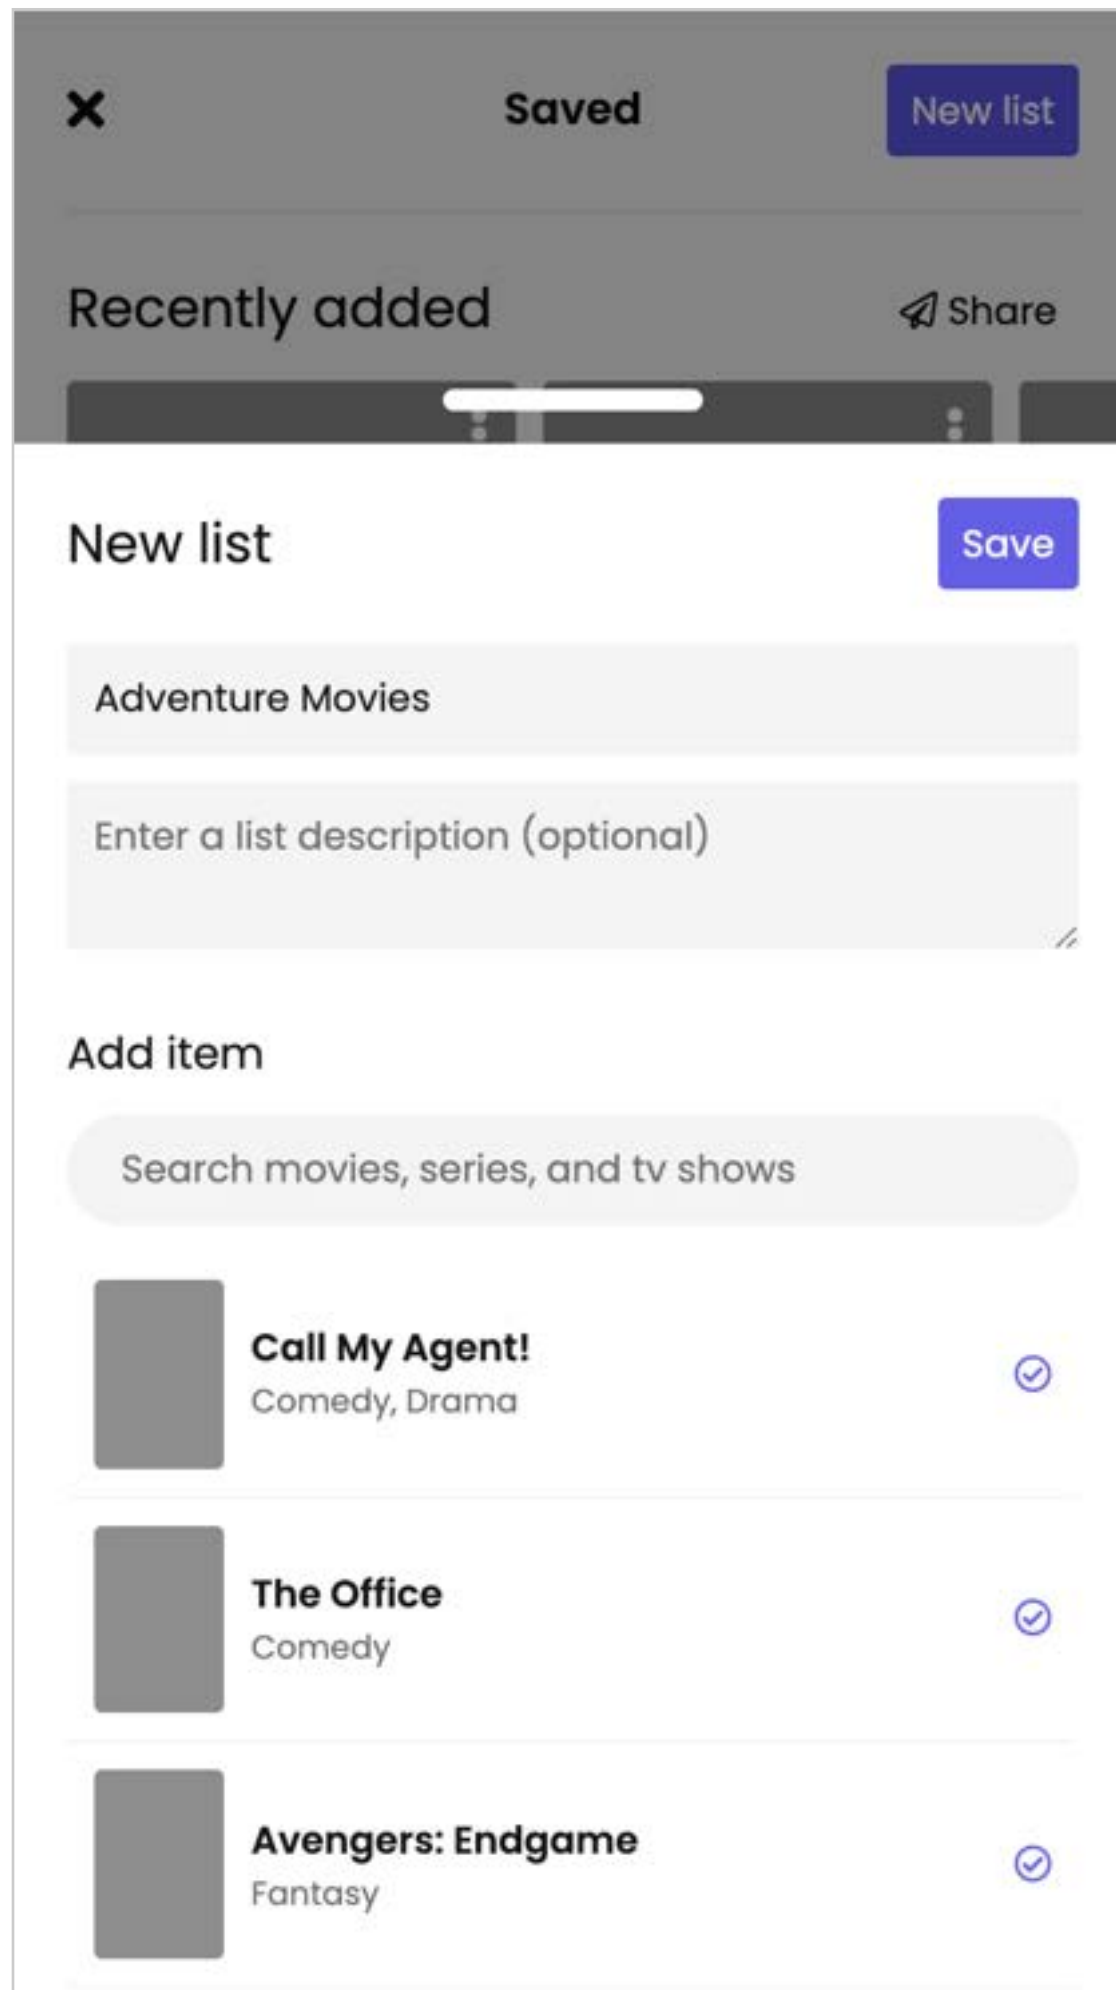 Saved
New list
Recently added
Share
New list
Save
Adventure Movies
Enter a list description (optional)
Add item
Search movies, series, and tv shows
Call My Agent!
Comedy, Drama
The Office
Comedy
Avengers: Endgame
Fantasy